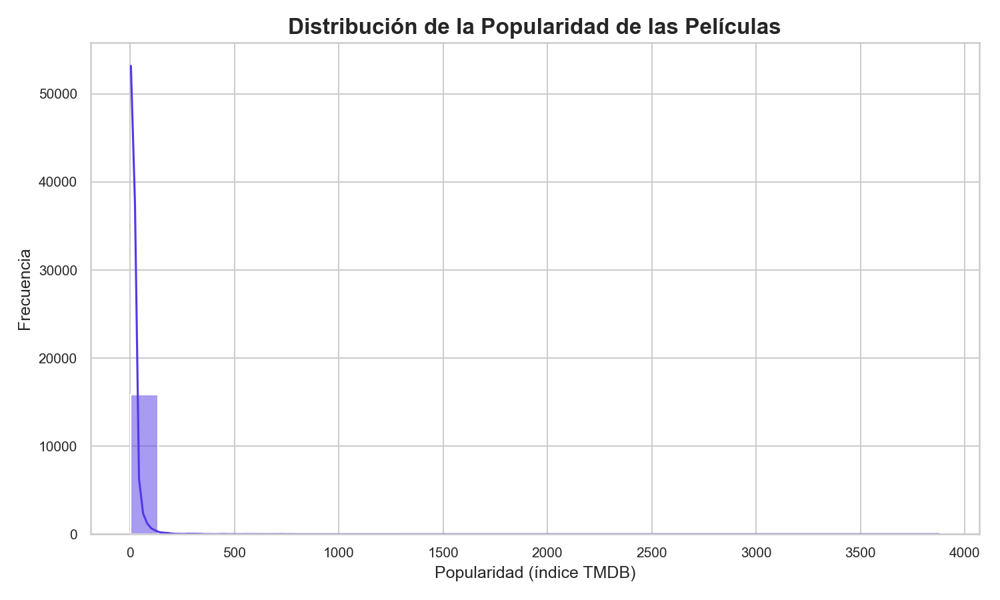 Distribución de la Popularidad de las Películas
50000
40000
30000
20000
10000
0
Frecuencia
0 500 1000 1500 2000 2500 3000 3500 4000
Popularidad (índice TMDB)